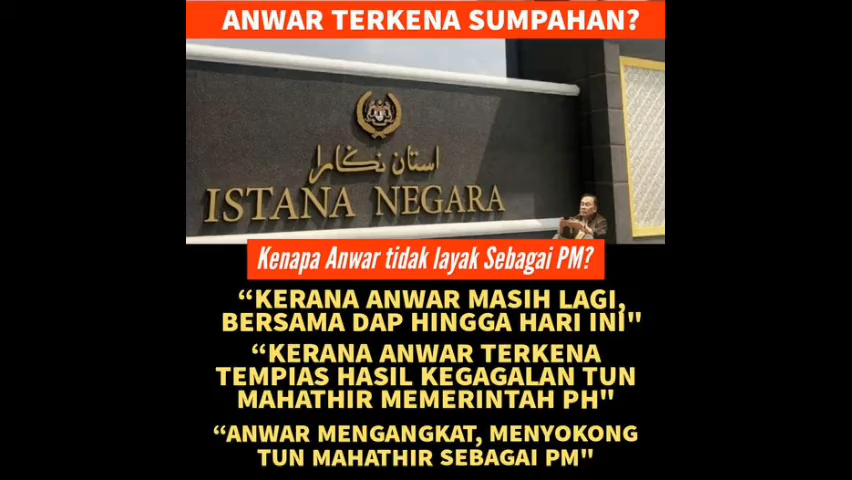 ANWAR TERKENA SUMPAHAN?
استان نݢارا
ISTANA NEGARA
Kenapa Anwar tidak layak Sebagai PM?
“KERANA ANWAR MASIH LAGI,
BERSAMA DAP HINGGA HARI INI"
“KERANA ANWAR TERKENA
TEMPIAS HASIL KEGAGALAN TUN
MAHATHIR MEMERINTAH PH"
“ANWAR MENGANGKAT, MENYOKONG
TUN MAHATHIR SEBAGAI PM"